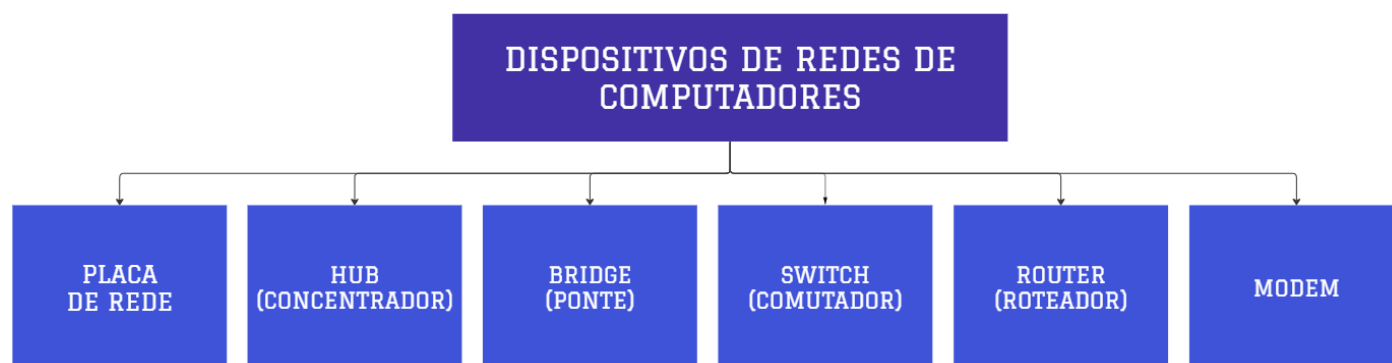 DISPOSITIVOS DE REDES DE
COMPUTADORES
PLACA
DE REDE
HUB
(CONCENTRADOR)
BRIDGE
(PONTE)
SWITCH
(COMUTADOR)
ROUTER
(ROTEADOR)
MODEM